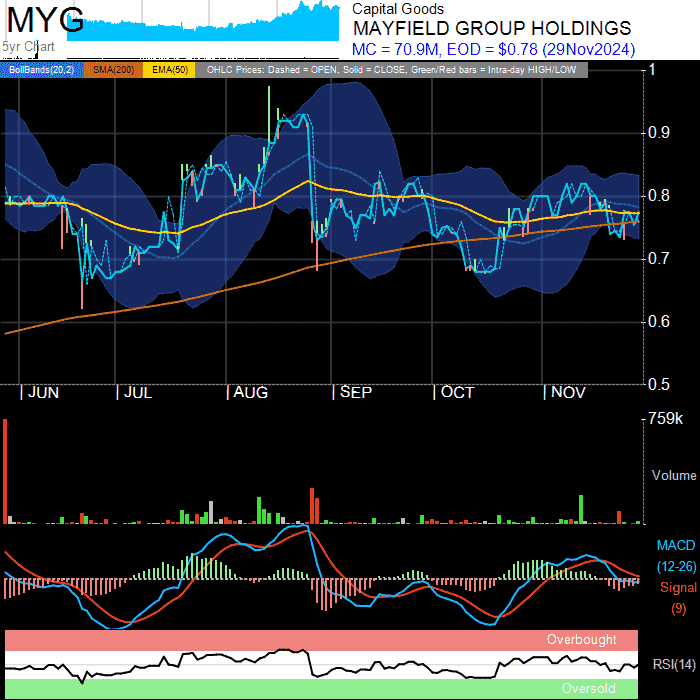 MYG
5yr Chart
Capital Goods
MAYFIELD GROUP HOLDINGS
MC = 70.9M, EOD = $0.78 (29Nov2024)
BollBands(20,2) SMA(200) EMA(50) OHLC Prices: Dashed = OPEN, Solid = CLOSE, Green/Red bars = Intra-day HIGH/LOW
1
0.9
0.8
0.7
0.6
0.5
| JUN | JUL | AUG | SEP | OCT | NOV
759k
Volume
MACD
(12-26)
Signal
(9)
Overbought
RSI(14)
Oversold